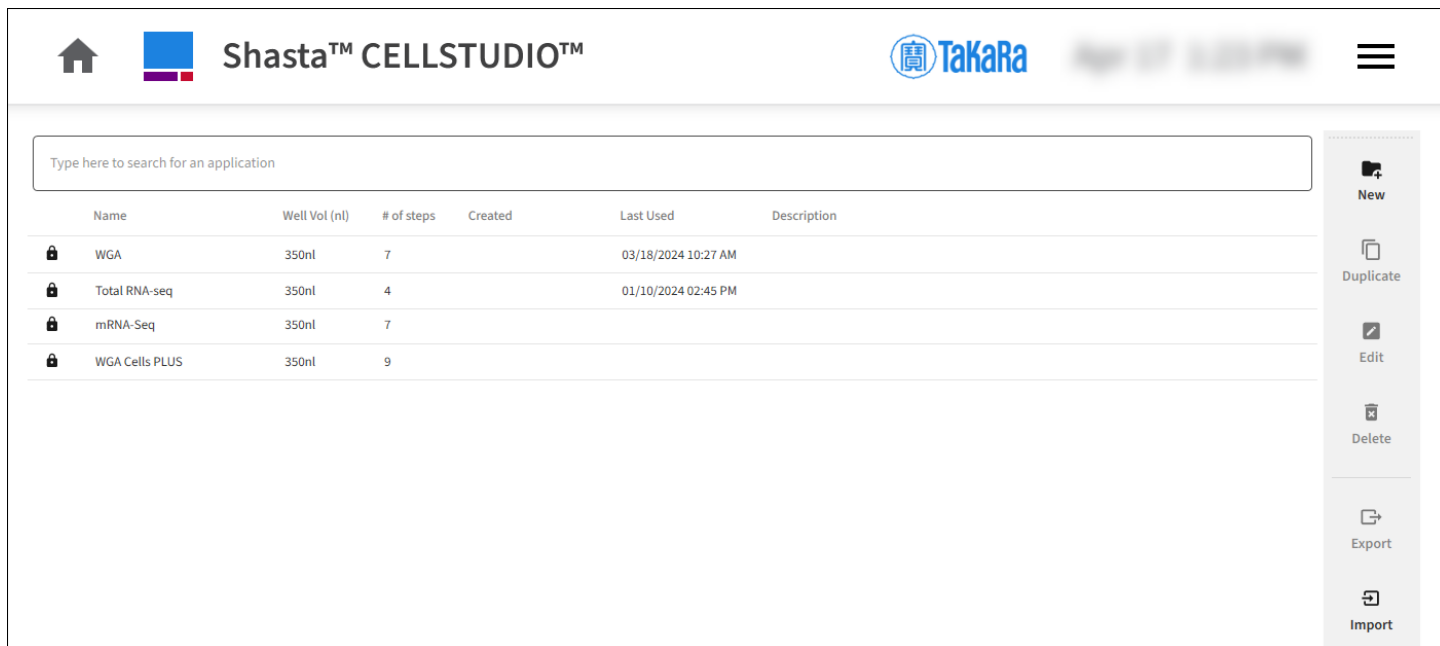 Shasta™ CELLSTUDIO™
寶 TaKaRa
Type here to search for an application
Name Well Vol (nl) # of steps Created Last Used Description
WGA 350nl 7 03/18/2024 10:27 AM
Total RNA-seq 350nl 4 01/10/2024 02:45 PM
mRNA-Seq 350nl 7
WGA Cells PLUS 350nl 9
New
Duplicate
Edit
Delete
Export
Import